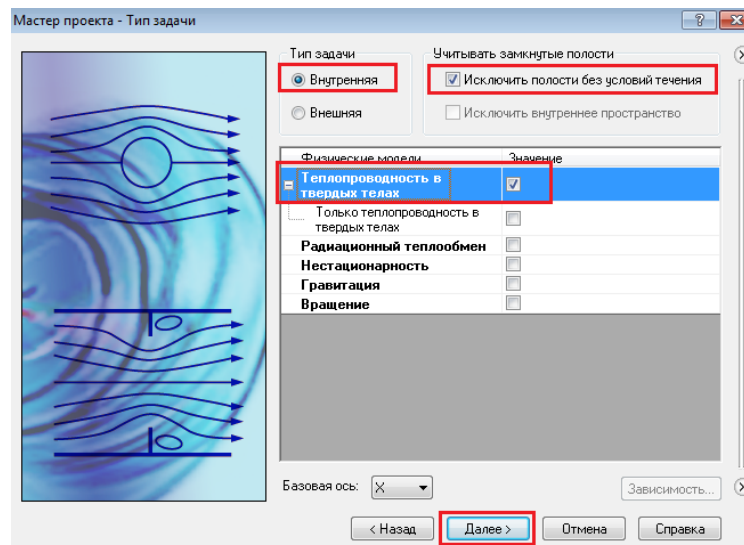 Мастер проекта - Тип задачи
Тип задачи
Внутренняя
Внешняя
Учитывать замкнутые полости
Исключить полости без условий течения
Исключить внутреннее пространство
Физические модели Значение
Теплопроводность в
твердых телах
Только теплопроводность в
твердых телах
Радиационный теплообмен
Нестационарность
Гравитация
Вращение
Базовая ось: X
Зависимость...
< Назад Далее > Отмена Справка